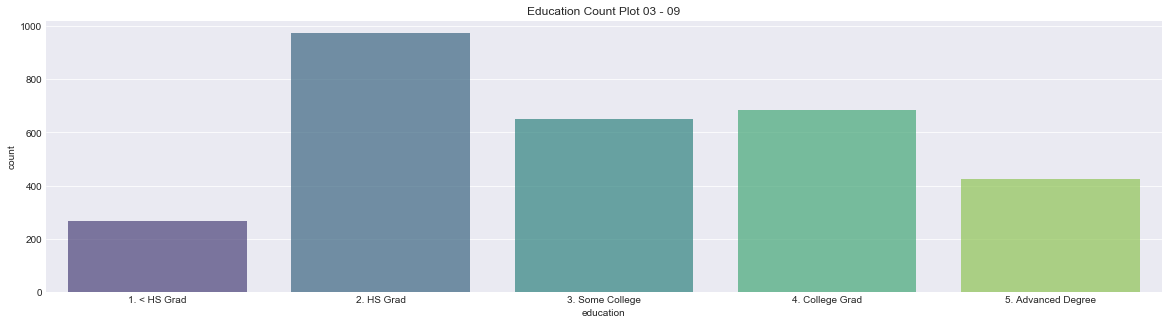 Education Count Plot 03 - 09
1000
800
600
400
200
0
count
1. < HS Grad
2. HS Grad
3. Some College
4. College Grad
5. Advanced Degree
education